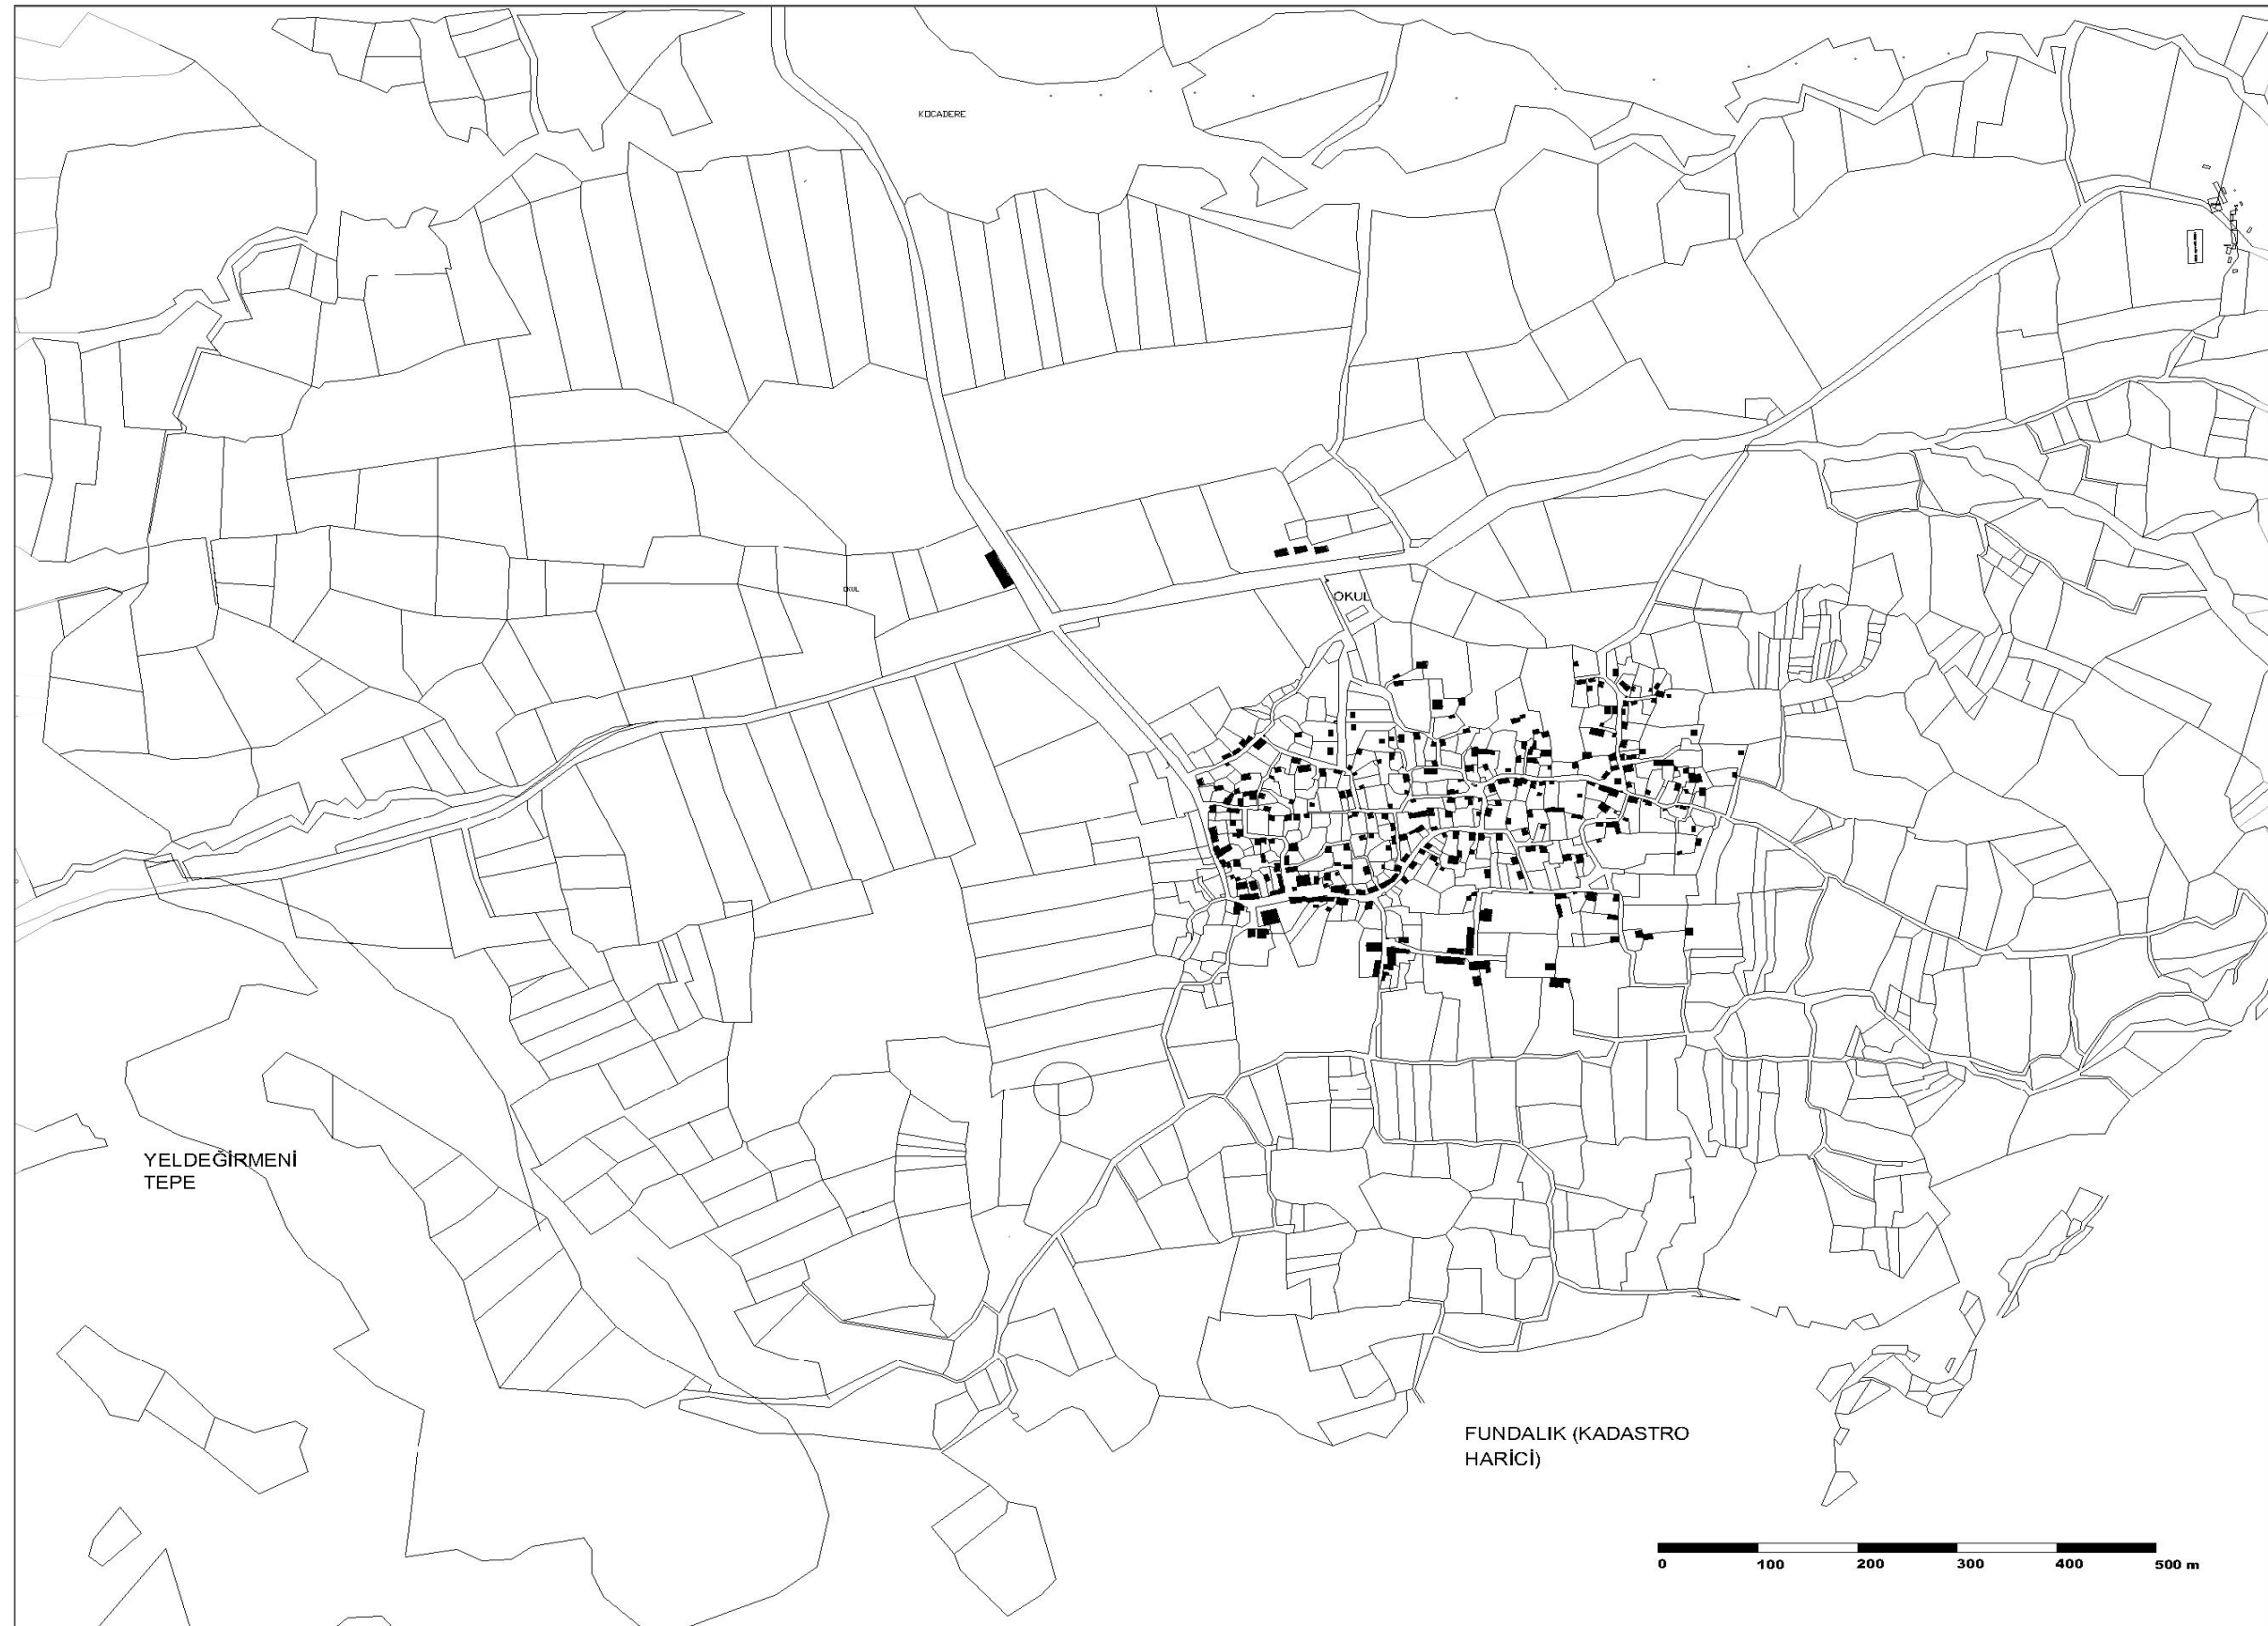 KOCADERE
OKUL
OKUL
YELDEĞİRMENİ
TEPE
FUNDALIK (KADASTRO
HARİCİ)
0 100 200 300 400 500 m